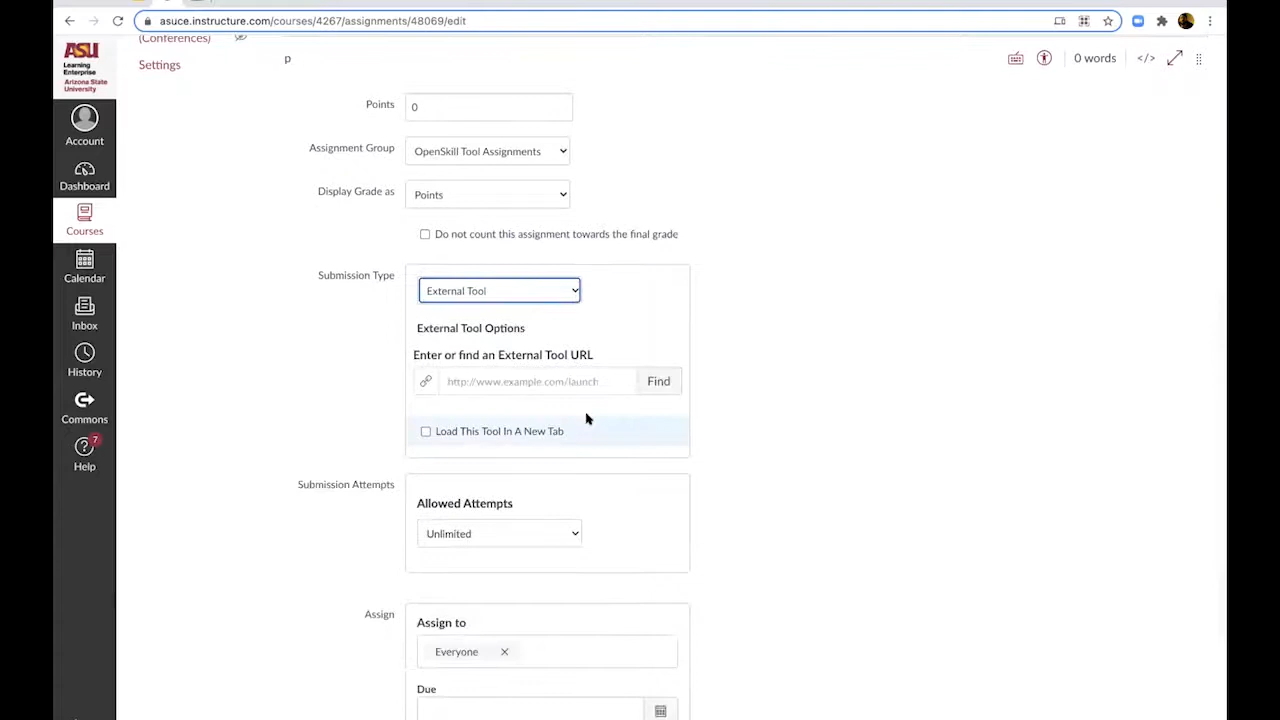 asuce.instructure.com/courses/4267/assignments/48069/edit
(Conferences)
Settings
ASU
Learning
Enterprise
Arizona State
University
Account
Dashboard
Courses
Calendar
Inbox
History
Commons
7
Help
p
0 words
</>
Points
0
Assignment Group
OpenSkill Tool Assignments
Display Grade as
Points
Do not count this assignment towards the final grade
Submission Type
External Tool
External Tool Options
Enter or find an External Tool URL
http://www.example.com/launch
Find
Load This Tool In A New Tab
Submission Attempts
Allowed Attempts
Unlimited
Assign
Assign to
Everyone
Due